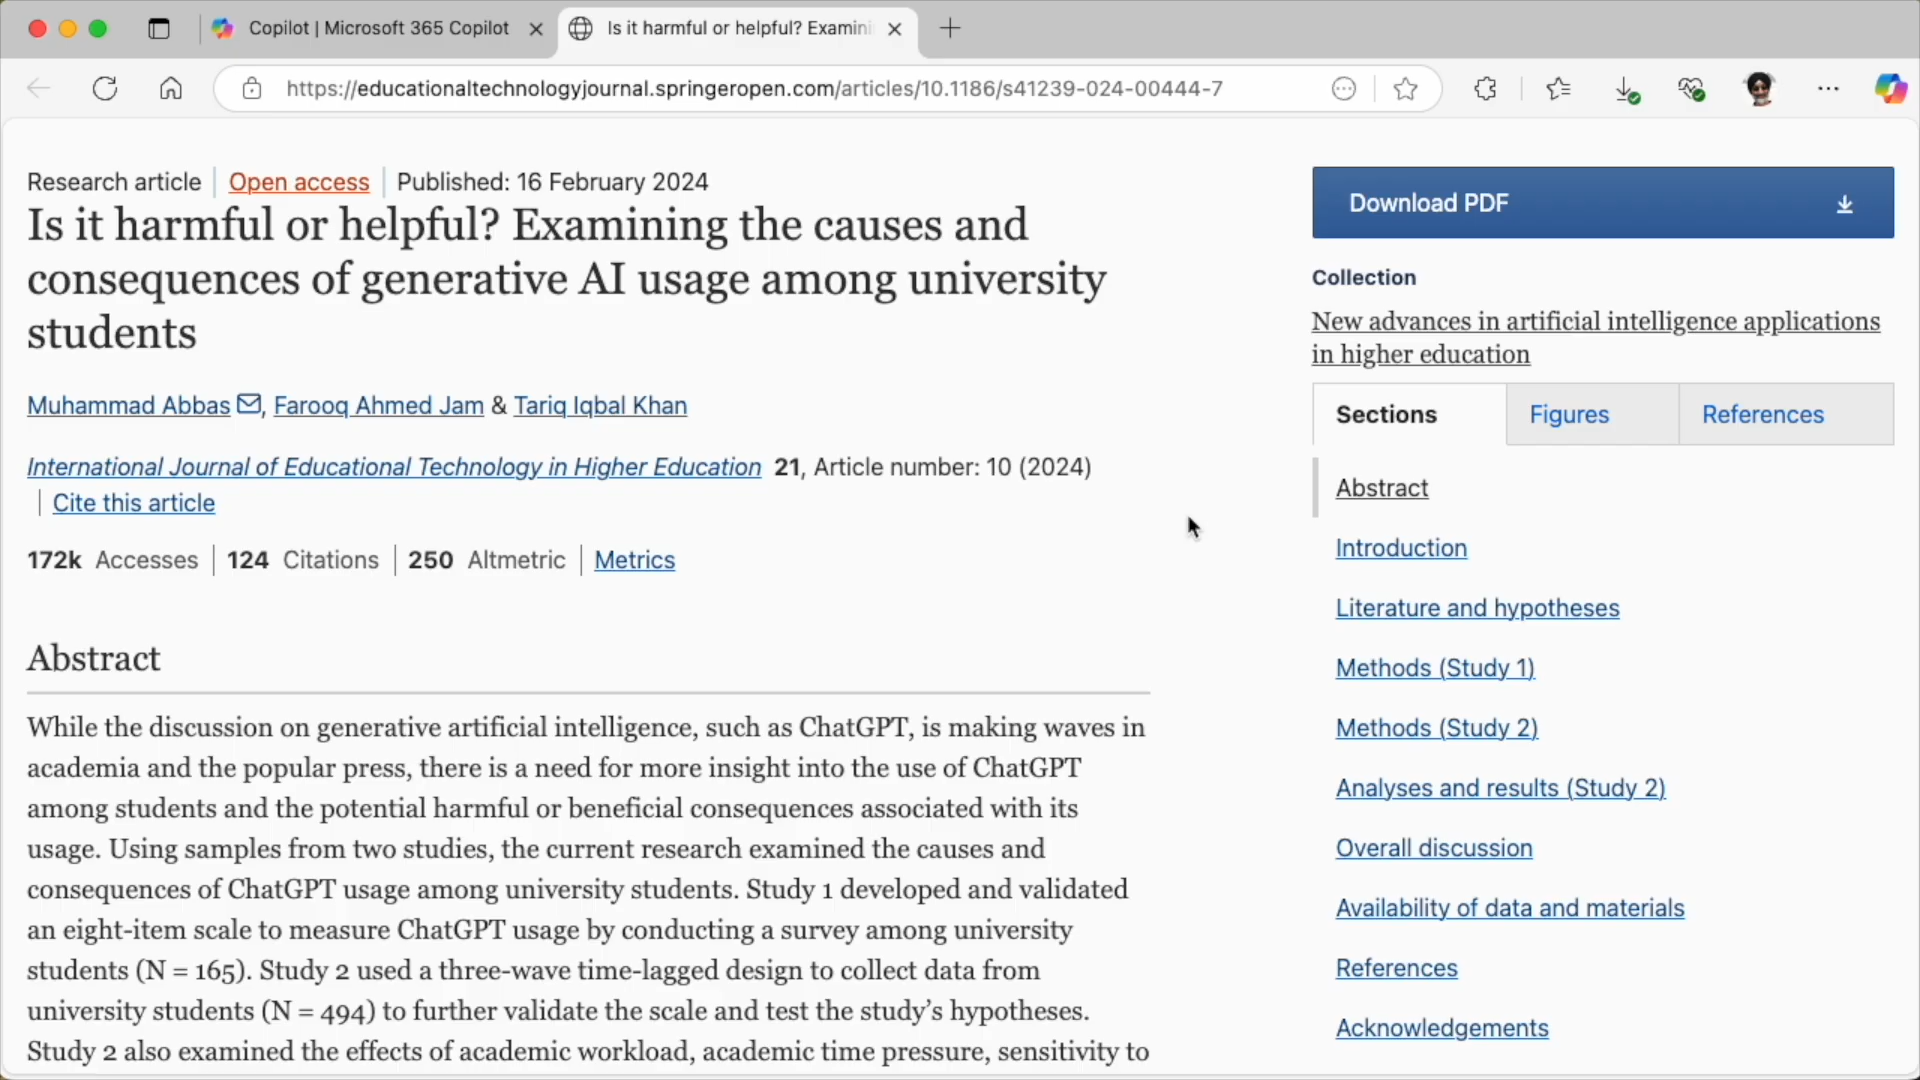 Copilot | Microsoft 365 Copilot
Is it harmful or helpful? Examini
https://educationaltechnologyjournal.springeropen.com/articles/10.1186/s41239-024-00444-7
Research article | Open access | Published: 16 February 2024
Is it harmful or helpful? Examining the causes and
consequences of generative AI usage among university
students
Muhammad Abbas, Farooq Ahmed Jam & Tariq Iqbal Khan
International Journal of Educational Technology in Higher Education 21, Article number: 10 (2024)
| Cite this article
172k Accesses | 124 Citations | 250 Altmetric | Metrics
Abstract
While the discussion on generative artificial intelligence, such as ChatGPT, is making waves in
academia and the popular press, there is a need for more insight into the use of ChatGPT
among students and the potential harmful or beneficial consequences associated with its
usage. Using samples from two studies, the current research examined the causes and
consequences of ChatGPT usage among university students. Study 1 developed and validated
an eight-item scale to measure ChatGPT usage by conducting a survey among university
students (N = 165). Study 2 used a three-wave time-lagged design to collect data from
university students (N = 494) to further validate the scale and test the study’s hypotheses.
Study 2 also examined the effects of academic workload, academic time pressure, sensitivity to
Download PDF
Collection
New advances in artificial intelligence applications
in higher education
Sections Figures References
Abstract
Introduction
Literature and hypotheses
Methods (Study 1)
Methods (Study 2)
Analyses and results (Study 2)
Overall discussion
Availability of data and materials
References
Acknowledgements